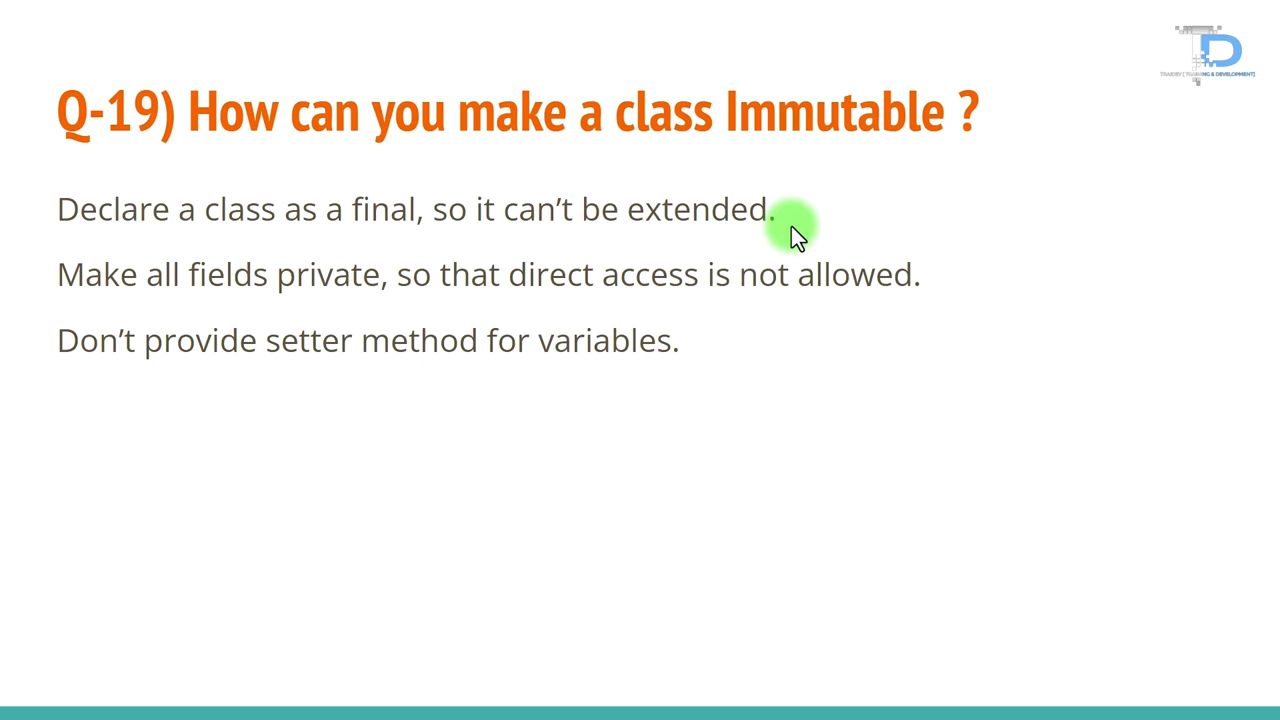 Q-19) How can you make a class Immutable ?
Declare a class as a final, so it can’t be extended.
Make all fields private, so that direct access is not allowed.
Don’t provide setter method for variables.